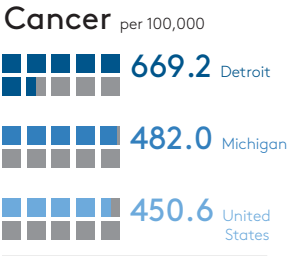 Cancer per 100,000
669.2 Detroit
482.0 Michigan
450.6 United
States